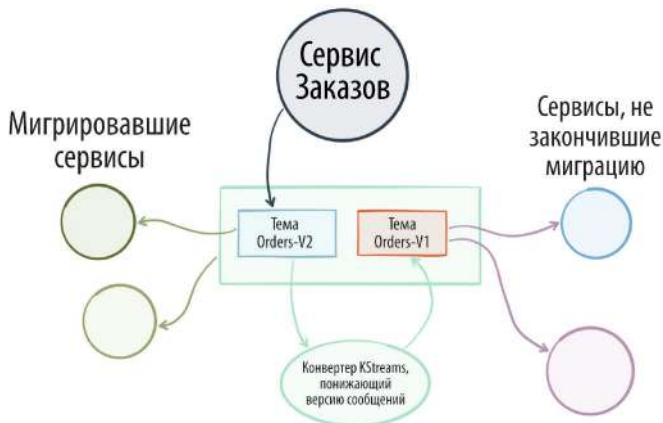 Сервис
Заказов
Мигрировавшие
сервисы
Сервисы, не
закончившие
миграцию
Тема
Orders-V2
Тема
Orders-V1
Конвертер KStreams,
понижающий
версию сообщений